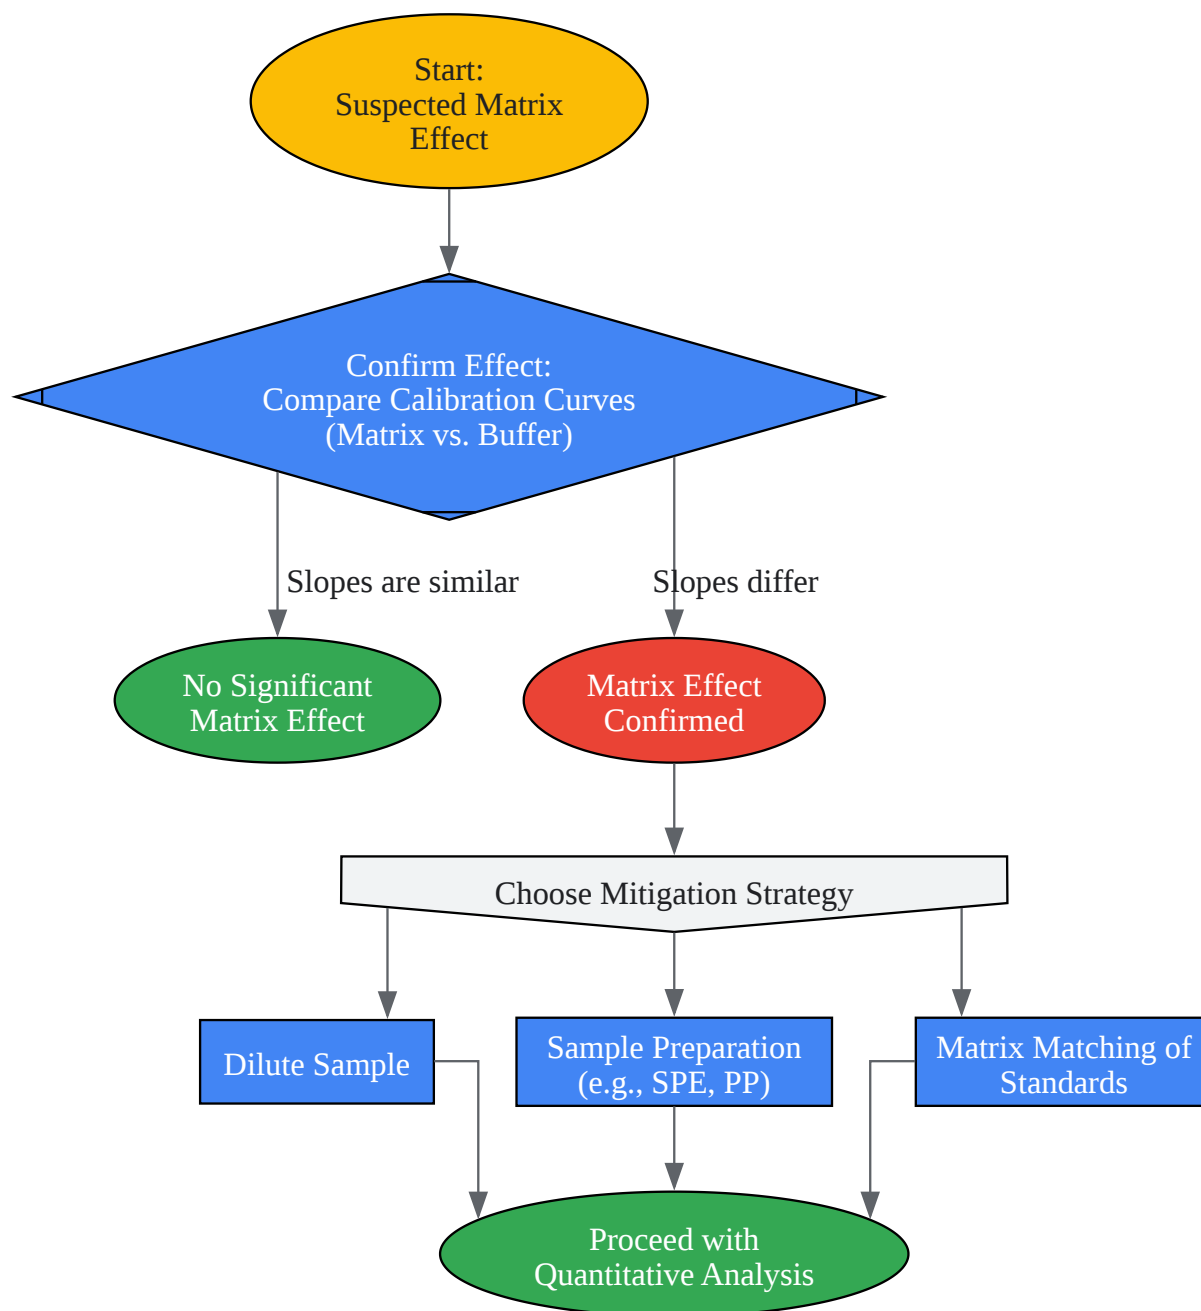 Start:
Suspected Matrix
Effect
Confirm Effect:
Compare Calibration Curves
(Matrix vs. Buffer)
Slopes are similar
Slopes differ
No Significant
Matrix Effect
Matrix Effect
Confirmed
Choose Mitigation Strategy
Dilute Sample
Sample Preparation
(e.g., SPE, PP)
Matrix Matching of
Standards
Proceed with
Quantitative Analysis